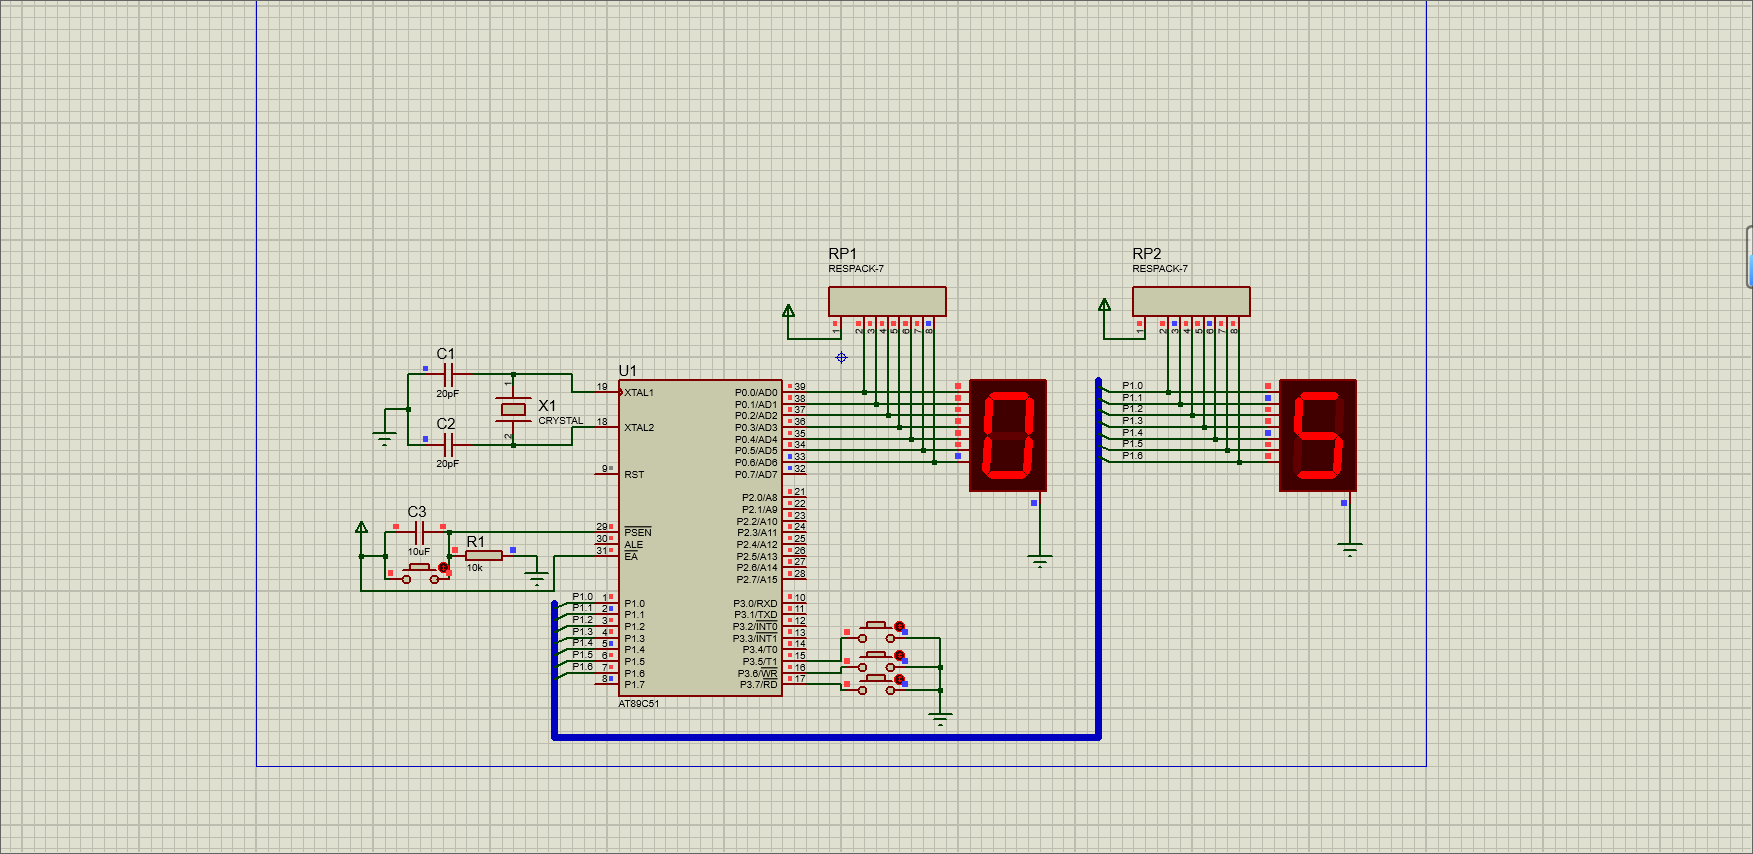 RP1
RESPACK-7
1
2
3
4
5
6
7
8
RP2
RESPACK-7
1
2
3
4
5
6
7
8
C1
20pF
C2
20pF
1
2
X1
CRYSTAL
U1
19 XTAL1
18 XTAL2
9 RST
29 PSEN
30 ALE
31 EA
P1.0 1 P1.0
P1.1 2 P1.1
P1.2 3 P1.2
P1.3 4 P1.3
P1.4 5 P1.4
P1.5 6 P1.5
P1.6 7 P1.6
8 P1.7
P0.0/AD0 39
P0.1/AD1 38
P0.2/AD2 37
P0.3/AD3 36
P0.4/AD4 35
P0.5/AD5 34
P0.6/AD6 33
P0.7/AD7 32
P2.0/A8 21
P2.1/A9 22
P2.2/A10 23
P2.3/A11 24
P2.4/A12 25
P2.5/A13 26
P2.6/A14 27
P2.7/A15 28
P3.0/RXD 10
P3.1/TXD 11
P3.2/INT0 12
P3.3/INT1 13
P3.4/T0 14
P3.5/T1 15
P3.6/WR 16
P3.7/RD 17
AT89C51
C3
10uF
R1
10k
0
P1.0
P1.1
P1.2
P1.3
P1.4
P1.5
P1.6
5